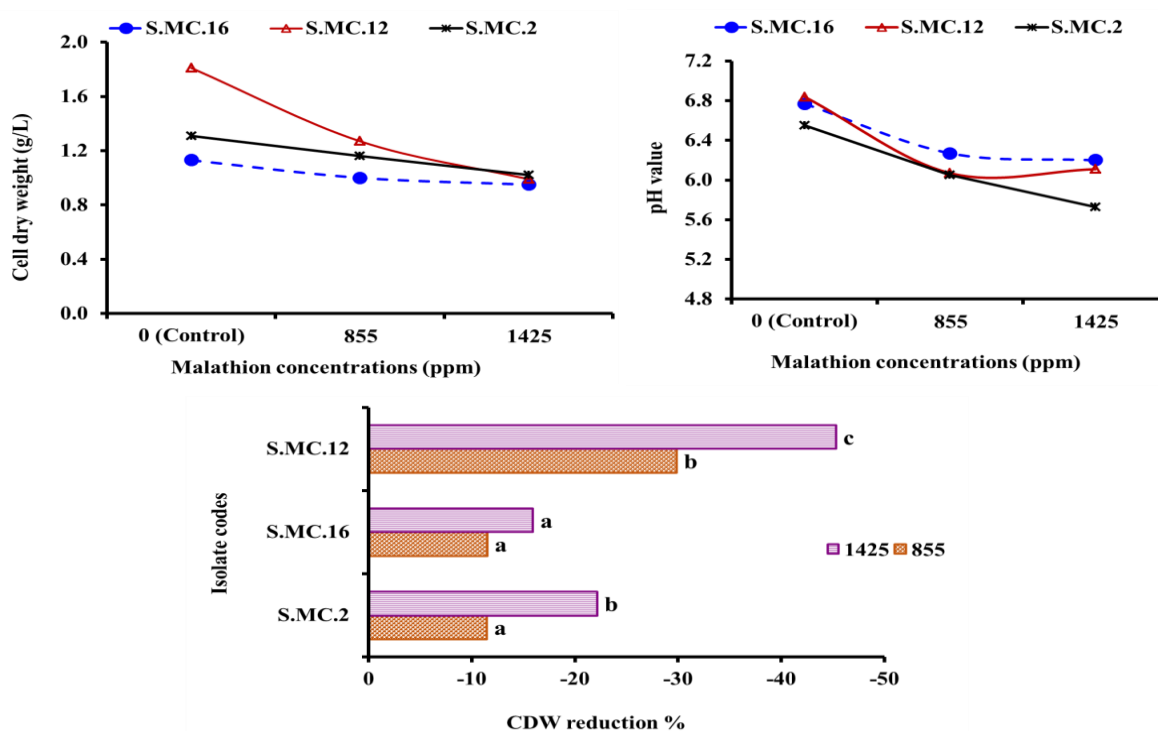 S.MC.16 S.MC.12 S.MC.2
2.0
1.6
1.2
0.8
0.4
0.0
Cell dry weight (g/L)
0 (Control) 855 1425
Malathion concentrations (ppm)
S.MC.16 S.MC.12 S.MC.2
7.2
6.8
6.4
6.0
5.6
5.2
4.8
pH value
0 (Control) 855 1425
Malathion concentrations (ppm)
Isolate codes
S.MC.12
c
b
S.MC.16
a
a
S.MC.2
b
a
1425 855
0 -10 -20 -30 -40 -50
CDW reduction %